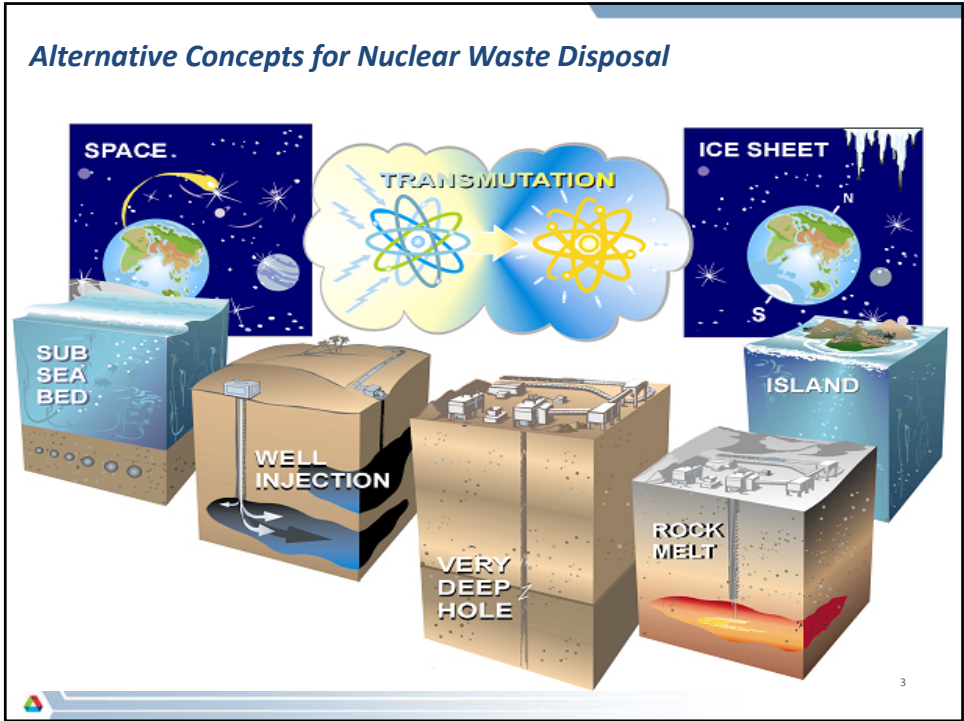 Alternative Concepts for Nuclear Waste Disposal
SPACE
TRANSMUTATION
ICE SHEET
N
S
SUB
SEA
BED
WELL
INJECTION
VERY
DEEP
HOLE
ROCK
MELT
ISLAND
3